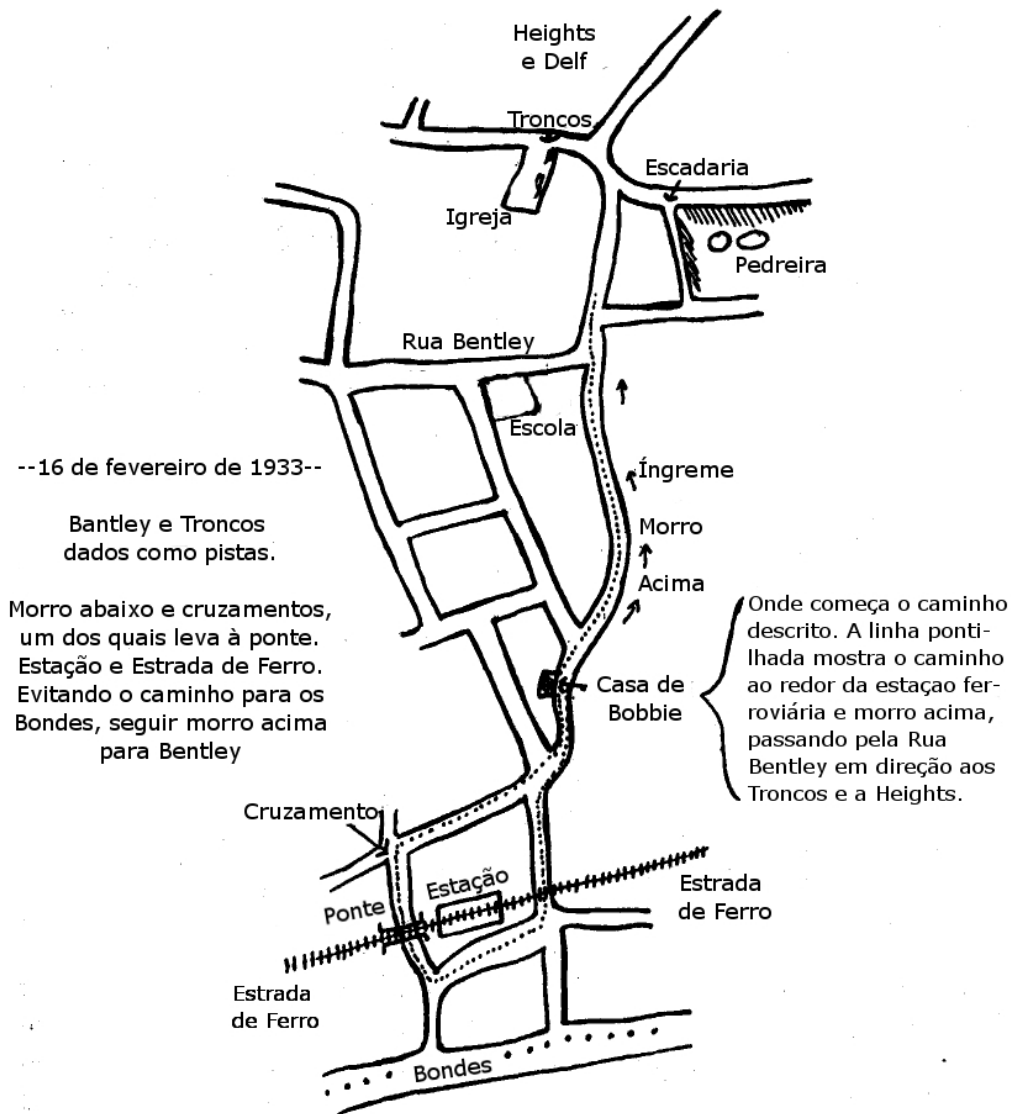 Heights
e Delf
Troncos
Escadaria
Igreja
Pedreira
Rua Bentley
Escola
--16 de fevereiro de 1933--
Bantley e Troncos
dados como pistas.
Morro abaixo e cruzamentos,
um dos quais leva à ponte.
Estação e Estrada de Ferro.
Evitando o caminho para os
Bondes, seguir morro acima
para Bentley
Íngreme
Morro
Acima
Onde começa o caminho
descrito. A linha ponti-
lhada mostra o caminho
ao redor da estaçao fer-
roviária e morro acima,
passando pela Rua
Bentley em direção aos
Troncos e a Heights.
Casa de
Bobbie
Cruzamento
Estação
Ponte
Estrada
de Ferro
Estrada
de Ferro
Bondes